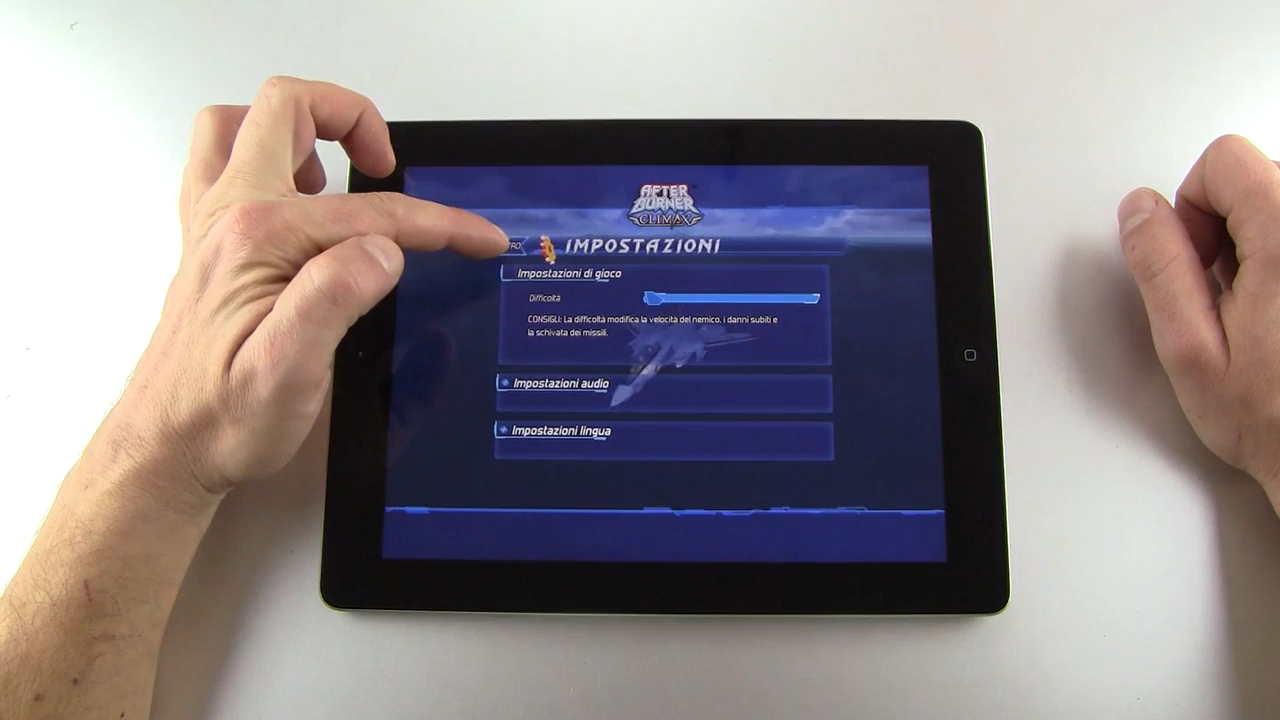 AFTER
BURNER
CLIMAX
IMPOSTAZIONI
Impostazioni di gioco
Difficoltà
CONSIGLI: La difficoltà modifica la velocità del nemico, i danni subiti e
la schivata dei missili.
Impostazioni audio
Impostazioni lingua